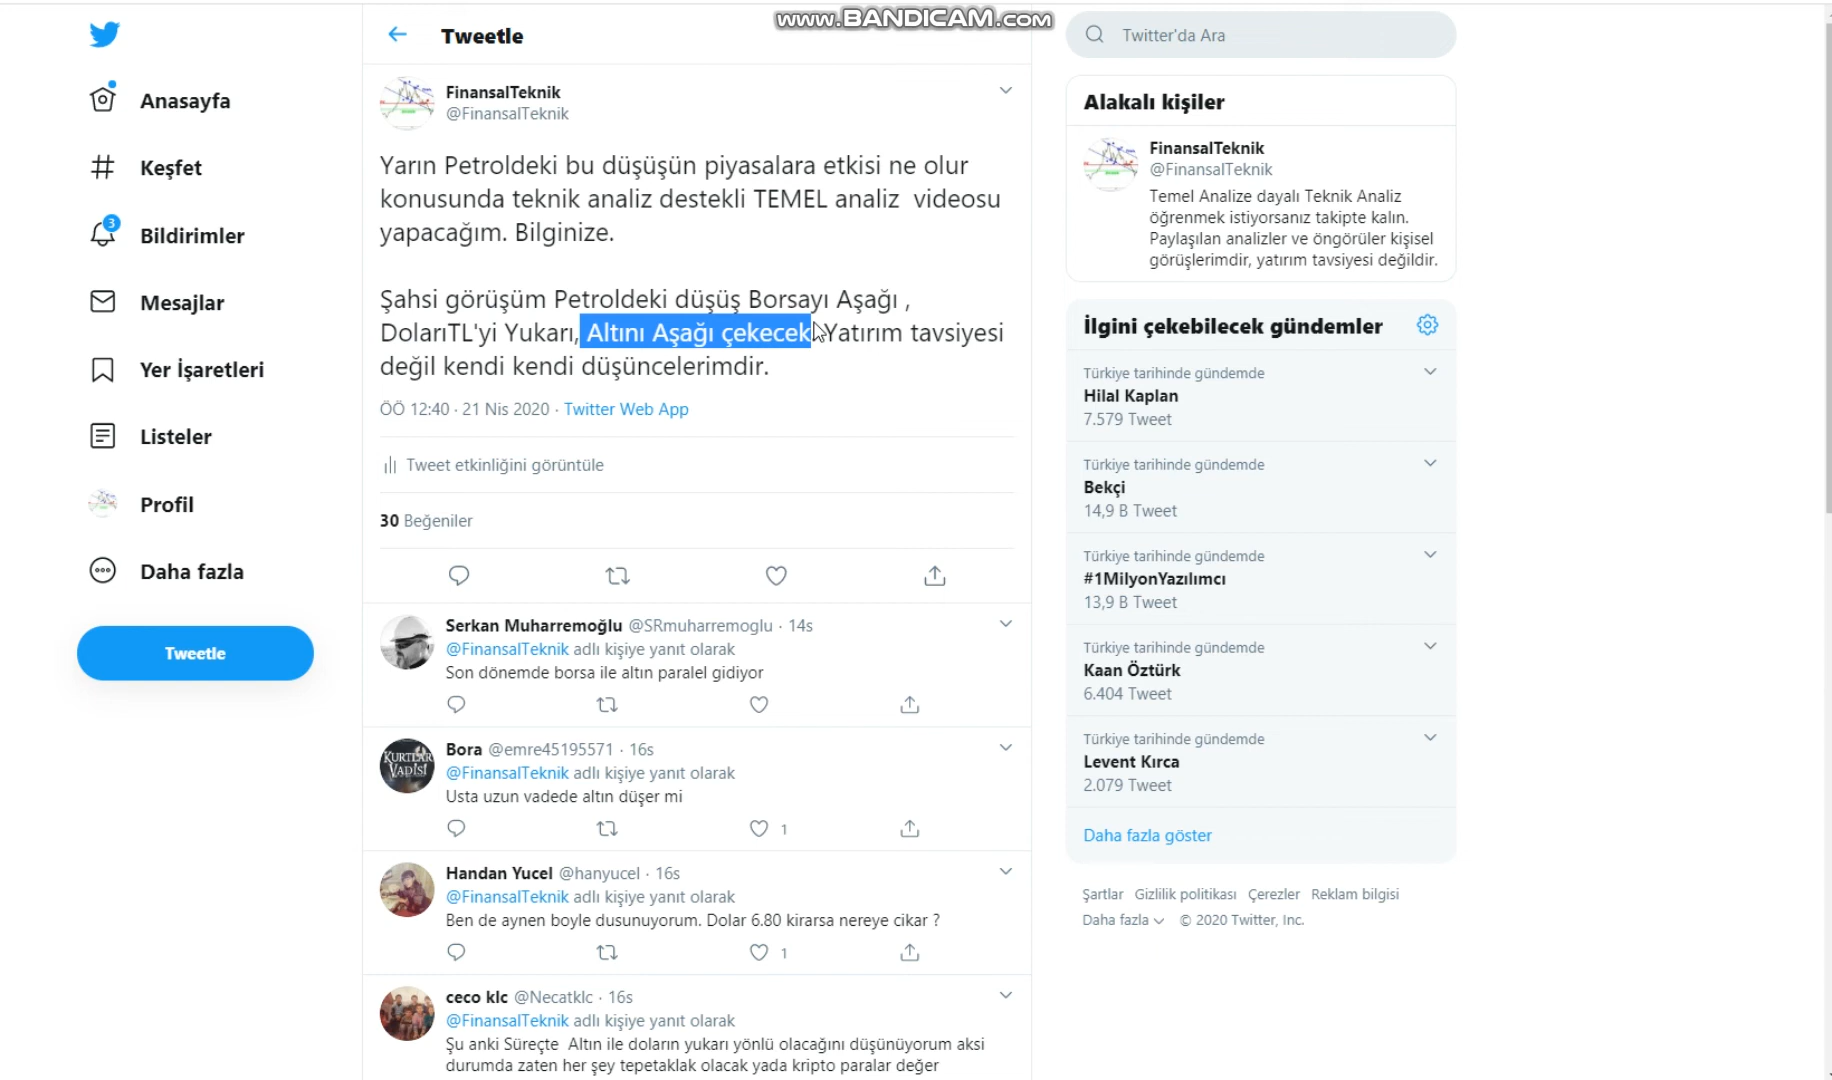 www.BANDICAM.com
Anasayfa
Keşfet
3
Bildirimler
Mesajlar
Yer İşaretleri
Listeler
Profil
Daha fazla
Tweetle
Tweetle
FinansalTeknik
@FinansalTeknik
Yarın Petroldeki bu düşüşün piyasalara etkisi ne olur
konusunda teknik analiz destekli TEMEL analiz  videosu
yapacağım. Bilginize.
Şahsi görüşüm Petroldeki düşüş Borsayı Aşağı ,
DolarıTL'yi Yukarı, Altını Aşağı çekecek Yatırım tavsiyesi
değil kendi kendi düşüncelerimdir.
ÖÖ 12:40 · 21 Nis 2020 · Twitter Web App
Tweet etkinliğini görüntüle
30 Beğeniler
Serkan Muharremoğlu @SRmuharremoglu · 14s
@FinansalTeknik adlı kişiye yanıt olarak
Son dönemde borsa ile altın paralel gidiyor
KURTLAR
VADİSİ
Bora @emre45195571 · 16s
@FinansalTeknik adlı kişiye yanıt olarak
Usta uzun vadede altın düşer mi
1
Handan Yucel @hanyucel · 16s
@FinansalTeknik adlı kişiye yanıt olarak
Ben de aynen boyle dusunuyorum. Dolar 6.80 kirarsa nereye cikar ?
1
ceco klc @Necatklc · 16s
@FinansalTeknik adlı kişiye yanıt olarak
Şu anki Süreçte  Altın ile doların yukarı yönlü olacağını düşünüyorum aksi
durumda zaten her şey tepetaklak olacak yada kripto paralar değer
Twitter'da Ara
Alakalı kişiler
FinansalTeknik
@FinansalTeknik
Temel Analize dayalı Teknik Analiz
öğrenmek istiyorsanız takipte kalın.
Paylaşılan analizler ve öngörüler kişisel
görüşlerimdir, yatırım tavsiyesi değildir.
İlgini çekebilecek gündemler
Türkiye tarihinde gündemde
Hilal Kaplan
7.579 Tweet
Türkiye tarihinde gündemde
Bekçi
14,9 B Tweet
Türkiye tarihinde gündemde
#1MilyonYazılımcı
13,9 B Tweet
Türkiye tarihinde gündemde
Kaan Öztürk
6.404 Tweet
Türkiye tarihinde gündemde
Levent Kırca
2.079 Tweet
Daha fazla göster
Şartlar Gizlilik politikası Çerezler Reklam bilgisi
Daha fazla © 2020 Twitter, Inc.